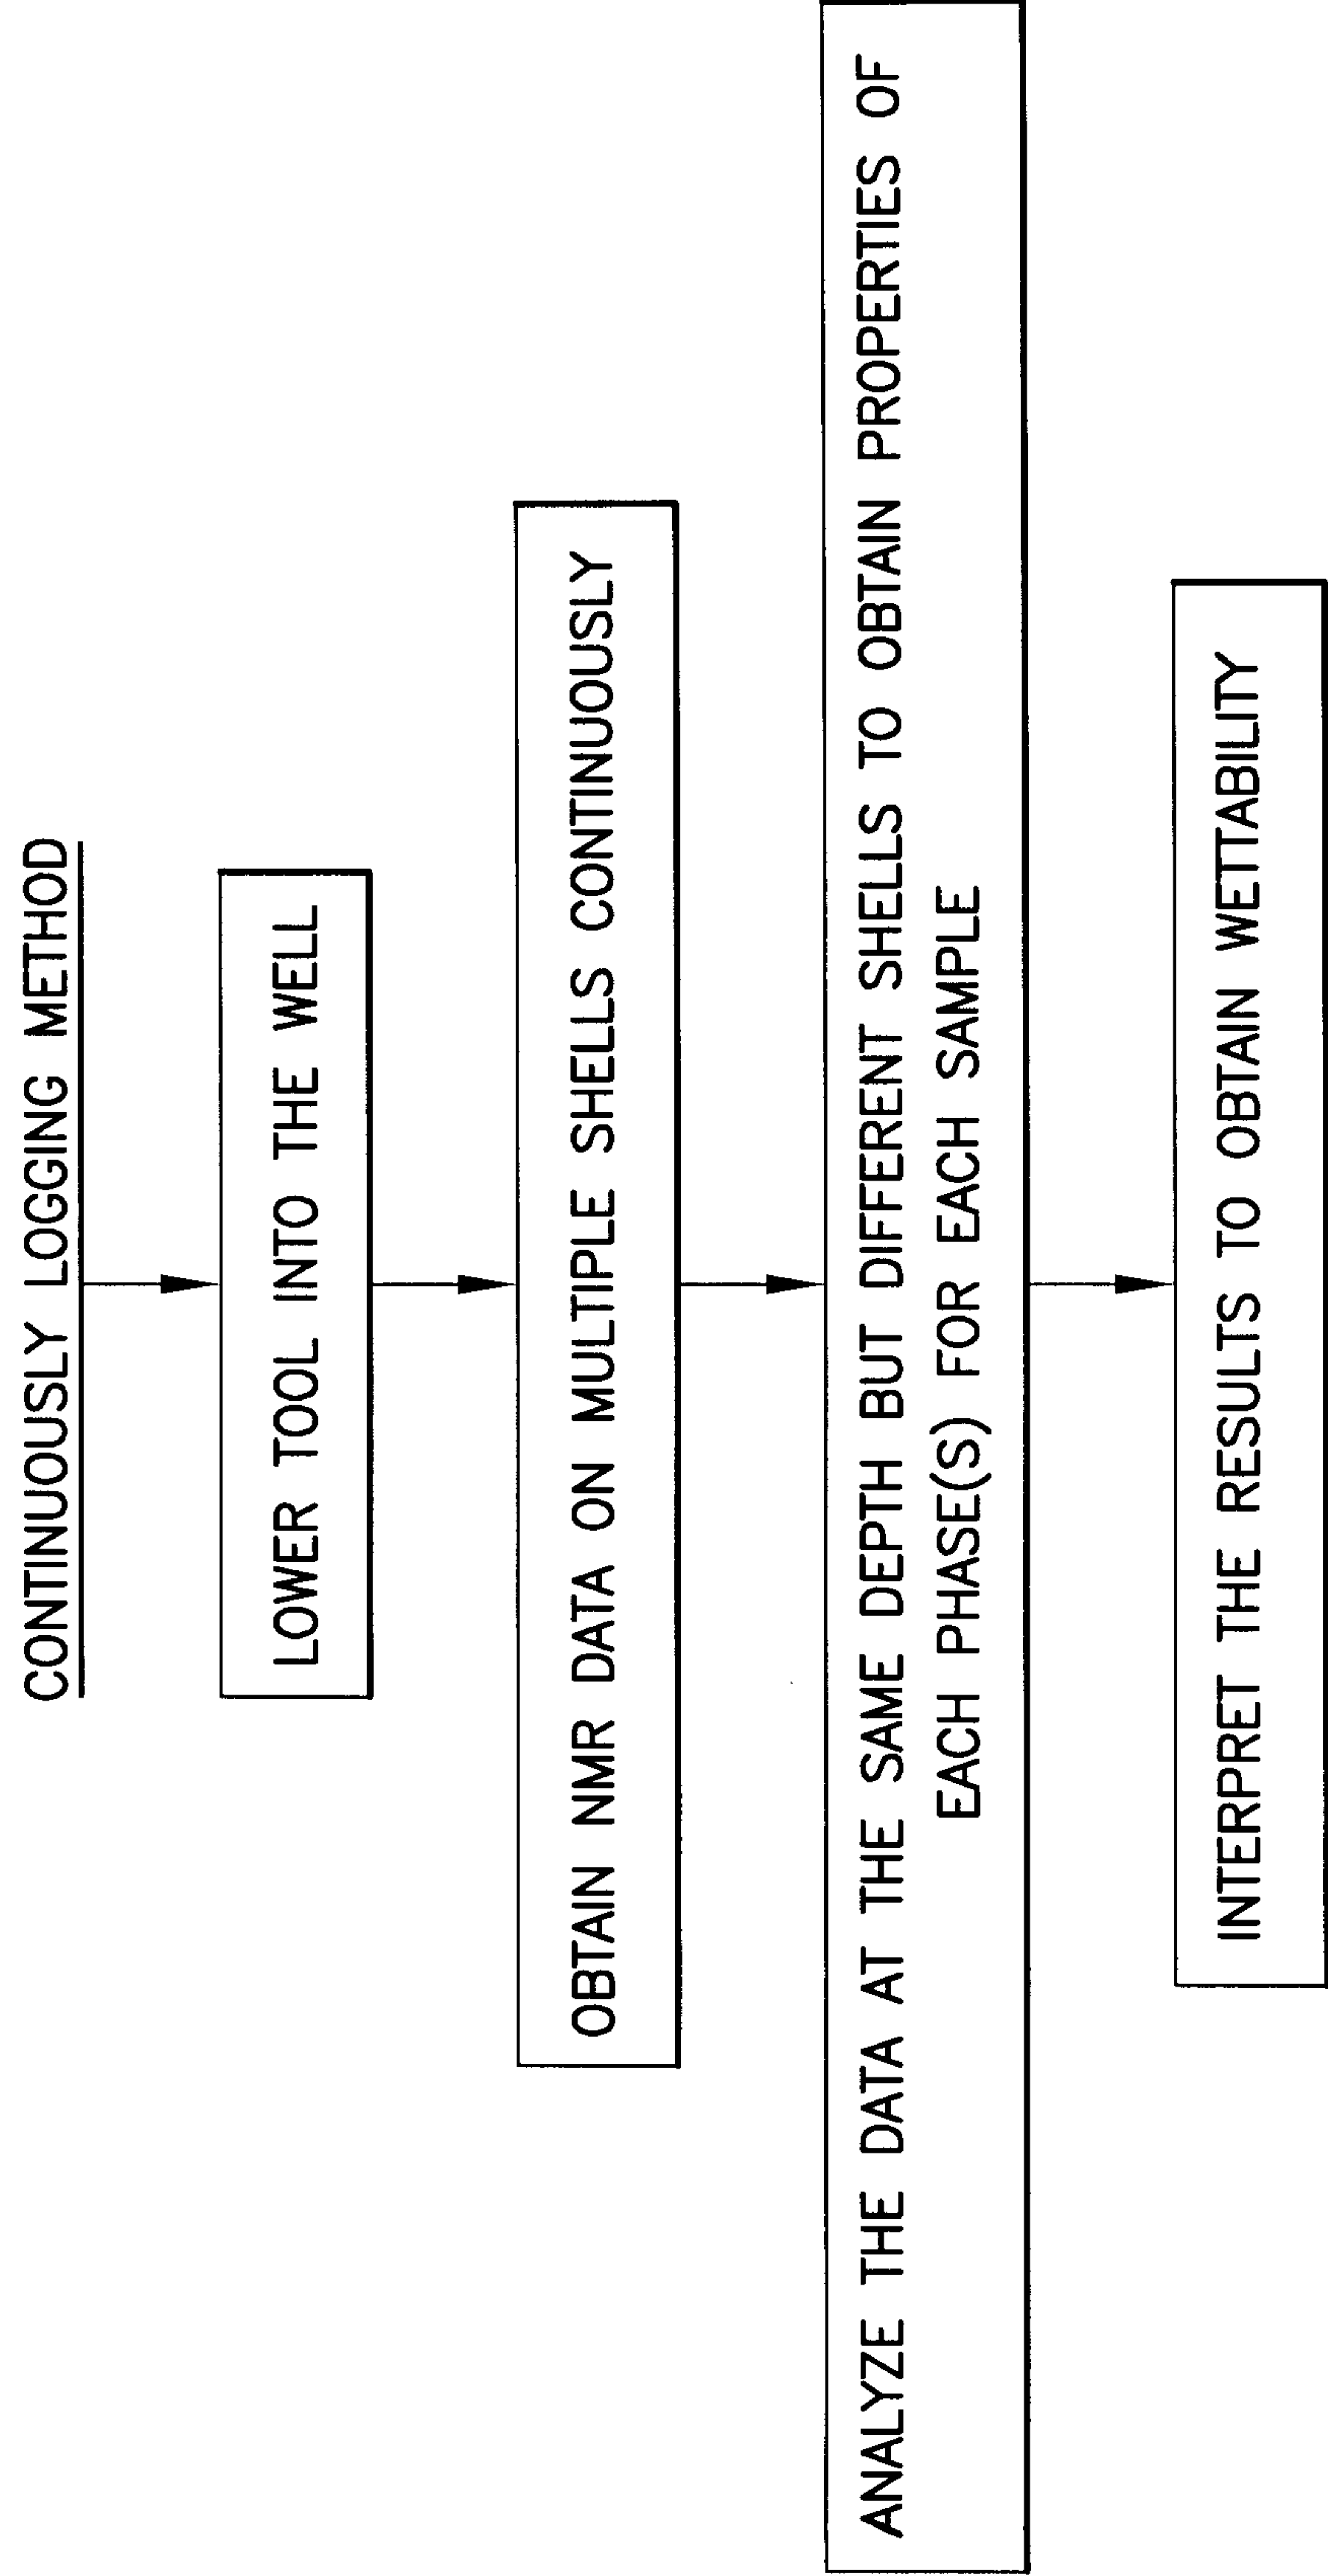 CONTINUOUSLY LOGGING METHOD
LOWER TOOL INTO THE WELL
OBTAIN NMR DATA ON MULTIPLE SHELLS CONTINUOUSLY
ANALYZE THE DATA AT THE SAME DEPTH BUT DIFFERENT SHELLS TO OBTAIN PROPERTIES OF
EACH PHASE(S) FOR EACH SAMPLE
INTERPRET THE RESULTS TO OBTAIN WETTABILITY